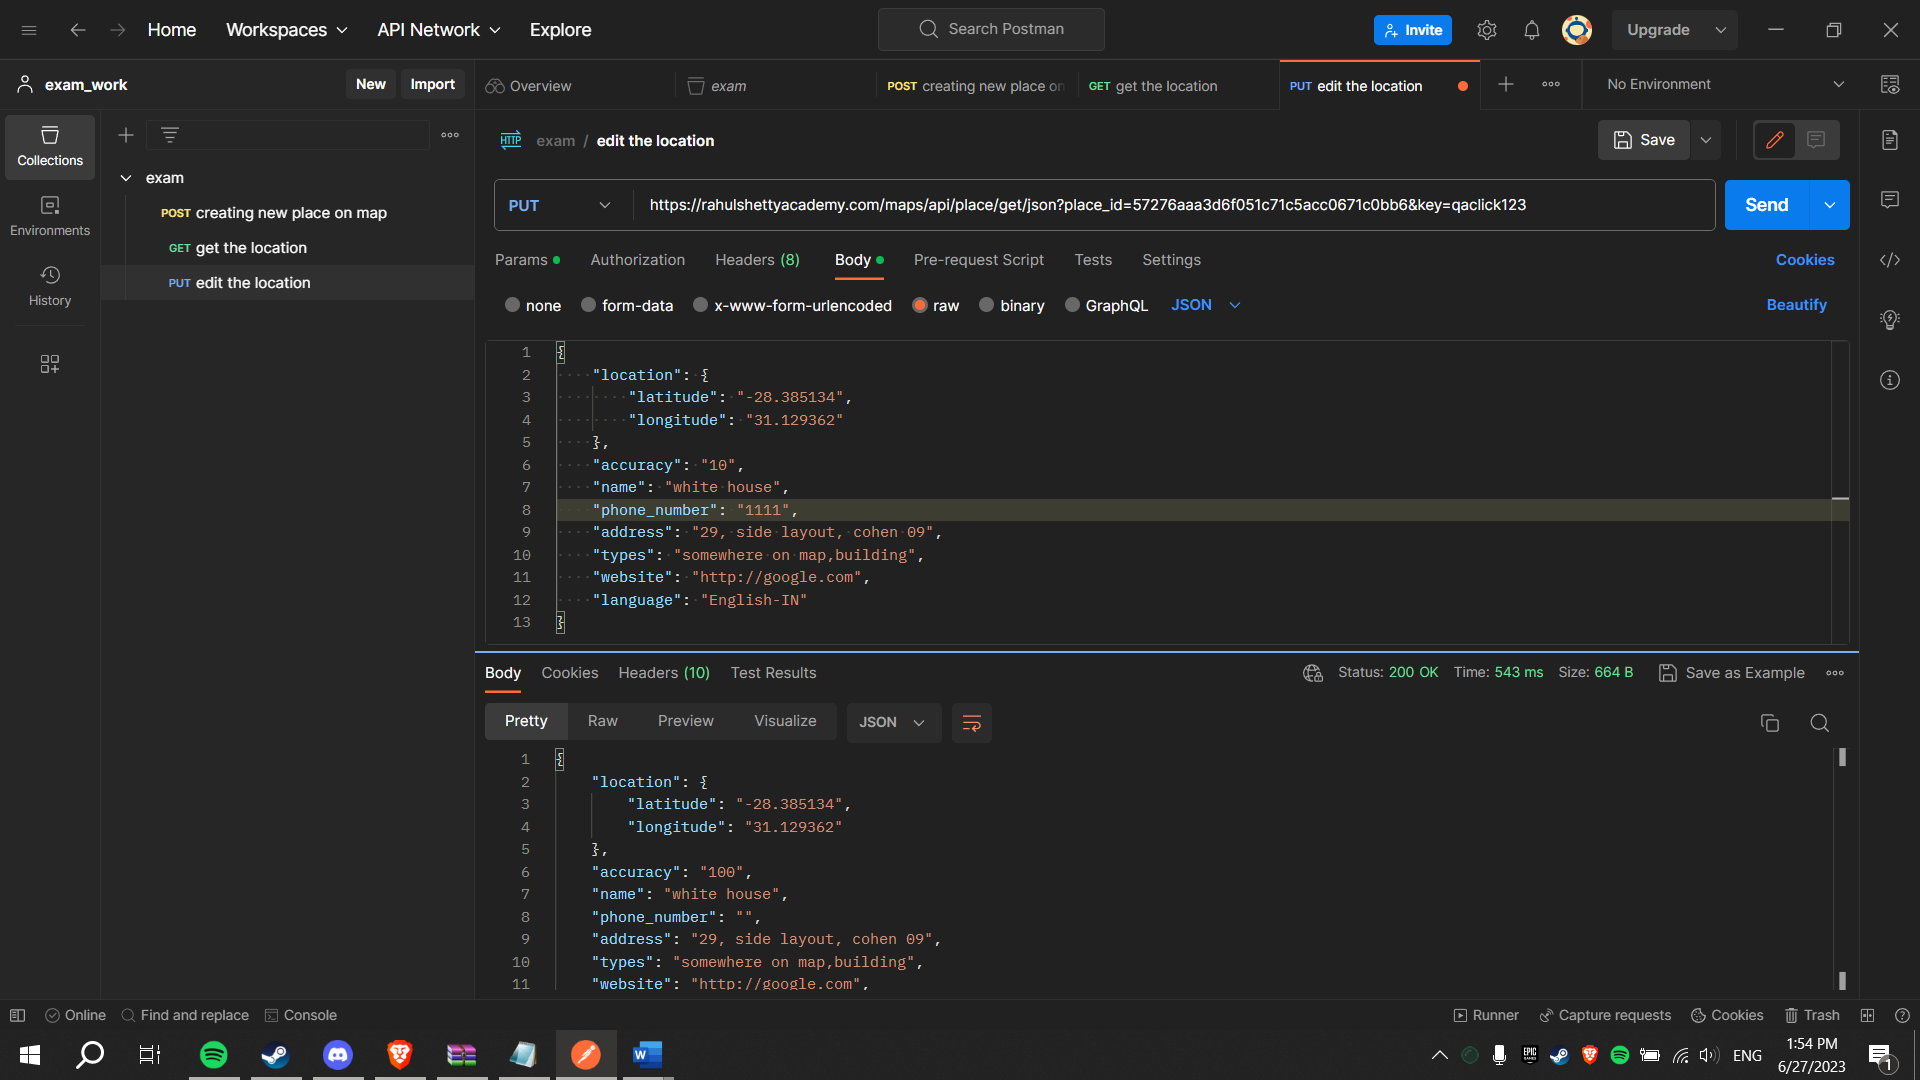 Home Workspaces API Network Explore Search Postman Invite Upgrade
exam_work New Import Overview exam POST creating new place on GET get the location PUT edit the location No Environment
Collections
Environments
History
exam
POST creating new place on map
GET get the location
PUT edit the location
HTTP exam / edit the location Save
PUT https://rahulshettyacademy.com/maps/api/place/get/json?place_id=57276aaa3d6f051c71c5acc0671c0bb6&key=qaclick123 Send
Params Authorization Headers (8) Body Pre-request Script Tests Settings Cookies
none form-data x-www-form-urlencoded raw binary GraphQL JSON Beautify
1 {
2 "location": {
3 "latitude": "-28.385134",
4 "longitude": "31.129362"
5 },
6 "accuracy": "10",
7 "name": "white house",
8 "phone_number": "1111",
9 "address": "29, side layout, cohen 09",
10 "types": "somewhere on map,building",
11 "website": "http://google.com",
12 "language": "English-IN"
13 }
Body Cookies Headers (10) Test Results Status: 200 OK Time: 543 ms Size: 664 B Save as Example
Pretty Raw Preview Visualize JSON
1 {
2 "location": {
3 "latitude": "-28.385134",
4 "longitude": "31.129362"
5 },
6 "accuracy": "100",
7 "name": "white house",
8 "phone_number": "",
9 "address": "29, side layout, cohen 09",
10 "types": "somewhere on map,building",
11 "website": "http://google.com",
Online Find and replace Console Runner Capture requests Cookies Trash
W EPIC GAMES ENG 1:54 PM
6/27/2023 1